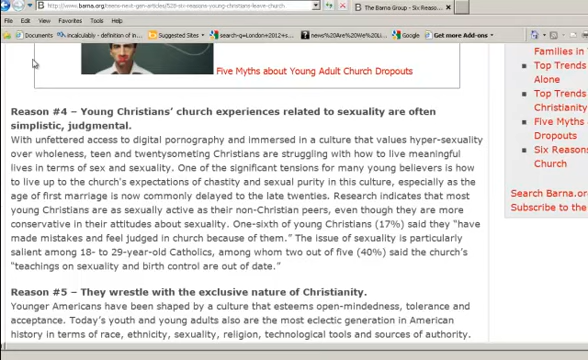 http://www.barna.org/teens-next-gen-articles/528-six-reasons-young-christians-leave-church
The Barna Group - Six Reas...
Edit View Favorites Tools Help
Documents
incalculably - definition of...
Suggested Sites
search-q=London+2012+s...
news
Google
Get more Add-ons
Five Myths about Young Adult Church Dropouts
Families in
Top Trends
Alone
Top Trends
Christianity
Five Myths
Dropouts
Six Reasons
Church
Search Barna.org
Subscribe to the
Reason #4 – Young Christians’ church experiences related to sexuality are often
simplistic, judgmental.
With unfettered access to digital pornography and immersed in a culture that values hyper-sexuality
over wholeness, teen and twentysometing Christians are struggling with how to live meaningful
lives in terms of sex and sexuality. One of the significant tensions for many young believers is how
to live up to the church's expectations of chastity and sexual purity in this culture, especially as the
age of first marriage is now commonly delayed to the late twenties. Research indicates that most
young Christians are as sexually active as their non-Christian peers, even though they are more
conservative in their attitudes about sexuality. One-sixth of young Christians (17%) said they “have
made mistakes and feel judged in church because of them.” The issue of sexuality is particularly
salient among 18- to 29-year-old Catholics, among whom two out of five (40%) said the church’s
“teachings on sexuality and birth control are out of date.”
Reason #5 – They wrestle with the exclusive nature of Christianity.
Younger Americans have been shaped by a culture that esteems open-mindedness, tolerance and
acceptance. Today’s youth and young adults also are the most eclectic generation in American
history in terms of race, ethnicity, sexuality, religion, technological tools and sources of authority.